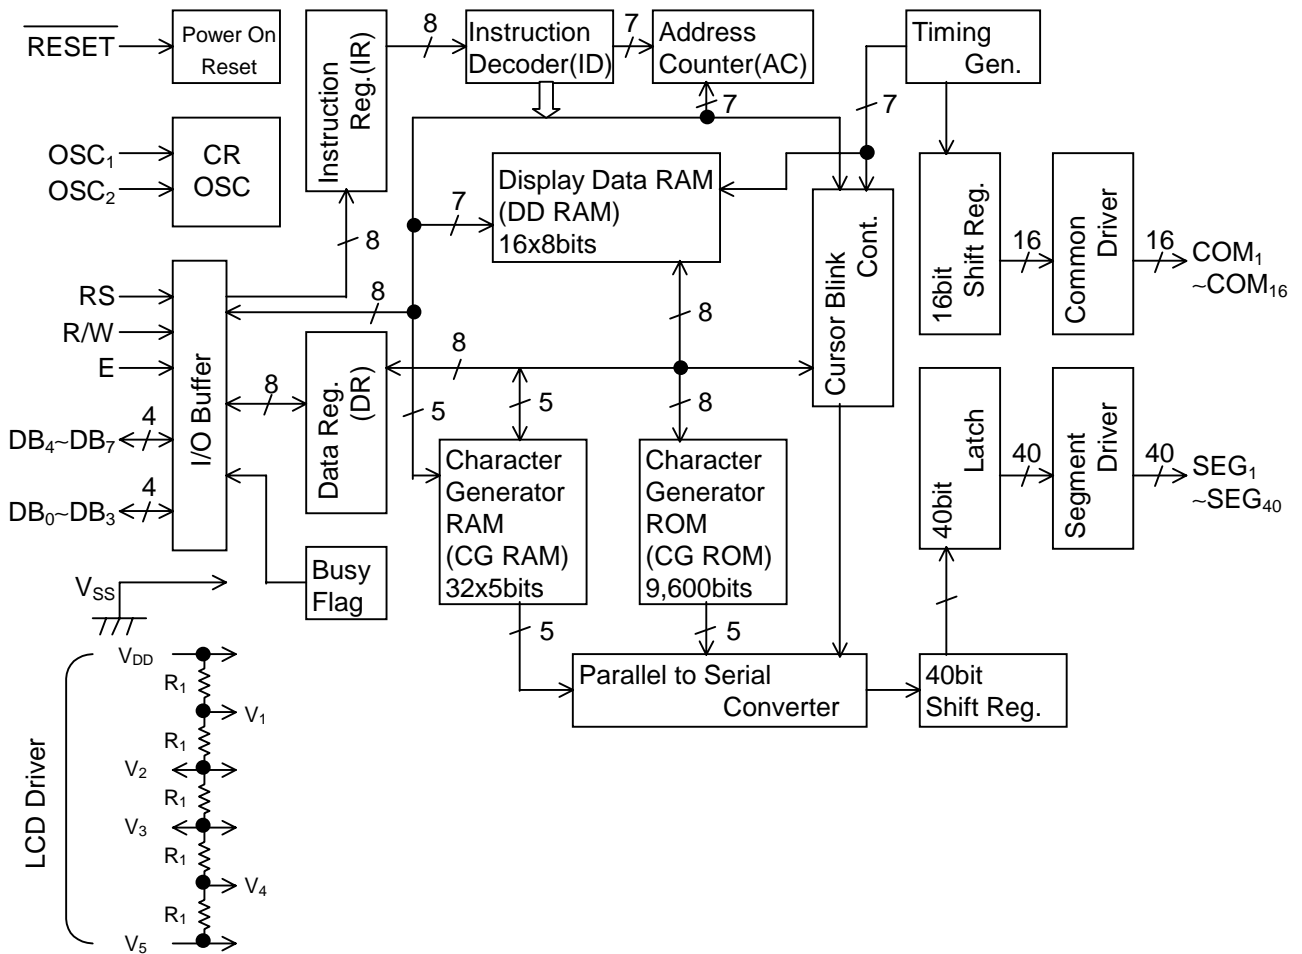 RESET
Power On
Reset
OSC1
OSC2
CR
OSC
Instruction
Reg.(IR)
8
Instruction
Decoder(ID)
7
Address
Counter(AC)
7
Timing
Gen.
7
Display Data RAM
(DD RAM)
16x8bits
7
8
8
8
Cursor Blink
Cont.
16bit
Shift Reg.
16
Common
Driver
16
COM1
~COM16
RS
R/W
E
DB4~DB7
4
DB0~DB3
4
I/O Buffer
8
Data Reg.
(DR)
8
5
5
8
Character
Generator
RAM
(CG RAM)
32x5bits
Character
Generator
ROM
(CG ROM)
9,600bits
40bit
Latch
40
Segment
Driver
40
SEG1
~SEG40
Busy
Flag
5
5
Parallel to Serial
Converter
40bit
Shift Reg.
VSS
LCD Driver
VDD
R1
V1
R1
V2
R1
V3
R1
V4
R1
V5